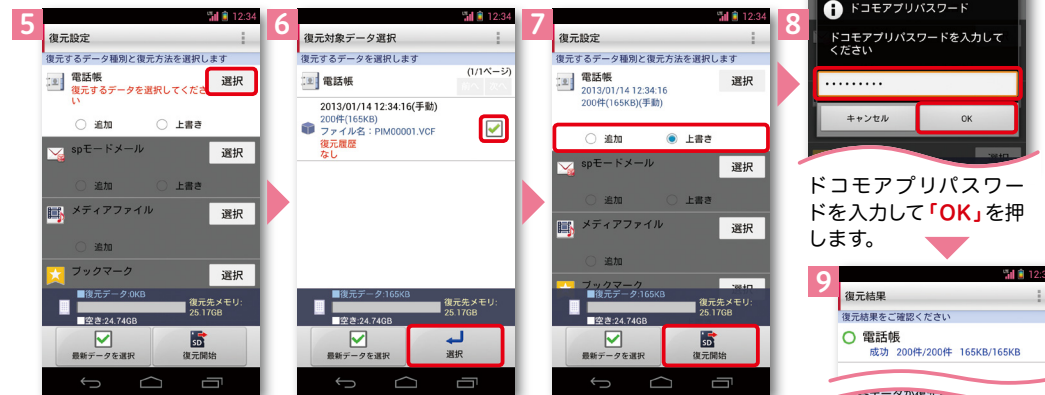 5
12:34
復元設定
復元するデータ種別と復元方法を選択します
電話帳
復元するデータを選択してくださ
い
選択
追加
上書き
spモードメール
選択
追加
上書き
メディアファイル
選択
追加
ブックマーク
選択
■復元データ:0KB
復元先メモリ:
25.17GB
■空き:24.74GB
最新データを選択
復元開始
6
12:34
復元対象データ選択
復元するデータを選択します
電話帳
(1/1ページ)
2013/01/14 12:34:16(手動)
200件(165KB)
ファイル名：PIM00001.VCF
復元履歴
なし
■復元データ:165KB
復元先メモリ:
25.17GB
■空き:24.74GB
最新データを選択
選択
7
12:34
復元設定
復元するデータ種別と復元方法を選択します
電話帳
2013/01/14 12:34:16
200件(165KB)(手動)
選択
追加
上書き
spモードメール
選択
追加
上書き
メディアファイル
選択
追加
ブックマーク
■復元データ:165KB
復元先メモリ:
25.17GB
■空き:24.74GB
最新データを選択
SD
復元開始
8
ドコモアプリパスワード
ドコモアプリパスワードを入力して
ください
・・・・・・・・・
キャンセル
OK
ドコモアプリパスワー
ドを入力して「OK」を押
します。
9
復元結果
復元結果をご確認ください
電話帳
成功 200件/200件 165KB/165KB